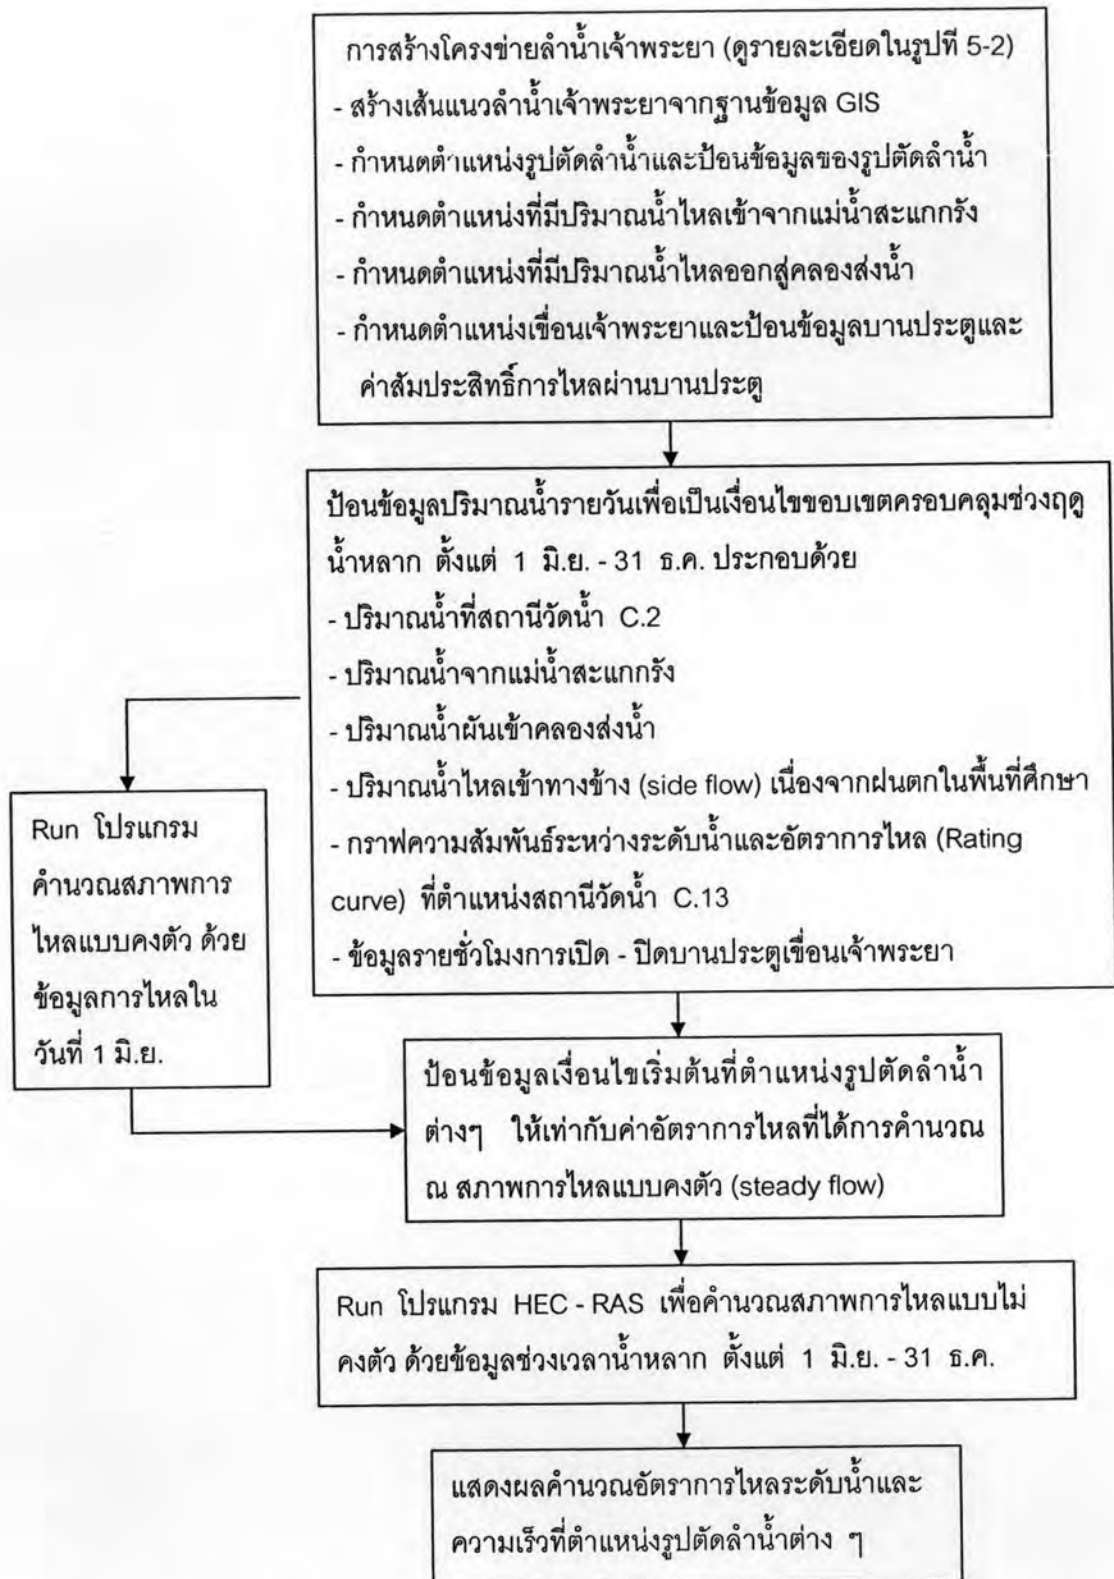 การสร้างโครงข่ายลำน้ำเจ้าพระยา (ดูรายละเอียดในรูปที่ 5-2)
- สร้างเส้นแนวลำน้ำเจ้าพระยาจากฐานข้อมูล GIS
- กำหนดตำแหน่งรูปตัดลำน้ำและป้อนข้อมูลของรูปตัดลำน้ำ
- กำหนดตำแหน่งที่มีปริมาณน้ำไหลเข้าจากแม่น้ำสะแกกรัง
- กำหนดตำแหน่งที่มีปริมาณน้ำไหลออกสู่คลองส่งน้ำ
- กำหนดตำแหน่งเขื่อนเจ้าพระยาและป้อนข้อมูลบานประตูและ
ค่าสัมประสิทธิ์การไหลผ่านบานประตู
ป้อนข้อมูลปริมาณน้ำรายวันเพื่อเป็นเงื่อนไขขอบเขตครอบคลุมช่วงฤดู
น้ำหลาก ตั้งแต่ 1 มิ.ย. - 31 ธ.ค. ประกอบด้วย
- ปริมาณน้ำที่สถานีวัดน้ำ C.2
- ปริมาณน้ำจากแม่น้ำสะแกกรัง
- ปริมาณน้ำผันเข้าคลองส่งน้ำ
- ปริมาณน้ำไหลเข้าทางข้าง (side flow) เนื่องจากฝนตกในพื้นที่ศึกษา
- กราฟความสัมพันธ์ระหว่างระดับน้ำและอัตราการไหล (Rating
curve) ที่ตำแหน่งสถานีวัดน้ำ C.13
- ข้อมูลรายชั่วโมงการเปิด - ปิดบานประตูเขื่อนเจ้าพระยา
Run โปรแกรม
คำนวณสภาพการ
ไหลแบบคงตัว ด้วย
ข้อมูลการไหลใน
วันที่ 1 มิ.ย.
ป้อนข้อมูลเงื่อนไขเริ่มต้นที่ตำแหน่งรูปตัดลำน้ำ
ต่างๆ ให้เท่ากับค่าอัตราการไหลที่ได้การคำนวณ
ณ สภาพการไหลแบบคงตัว (steady flow)
Run โปรแกรม HEC - RAS เพื่อคำนวณสภาพการไหลแบบไม่
คงตัว ด้วยข้อมูลช่วงเวลาน้ำหลาก ตั้งแต่ 1 มิ.ย. - 31 ธ.ค.
แสดงผลคำนวณอัตราการไหลระดับน้ำและ
ความเร็วที่ตำแหน่งรูปตัดลำน้ำต่าง ๆ